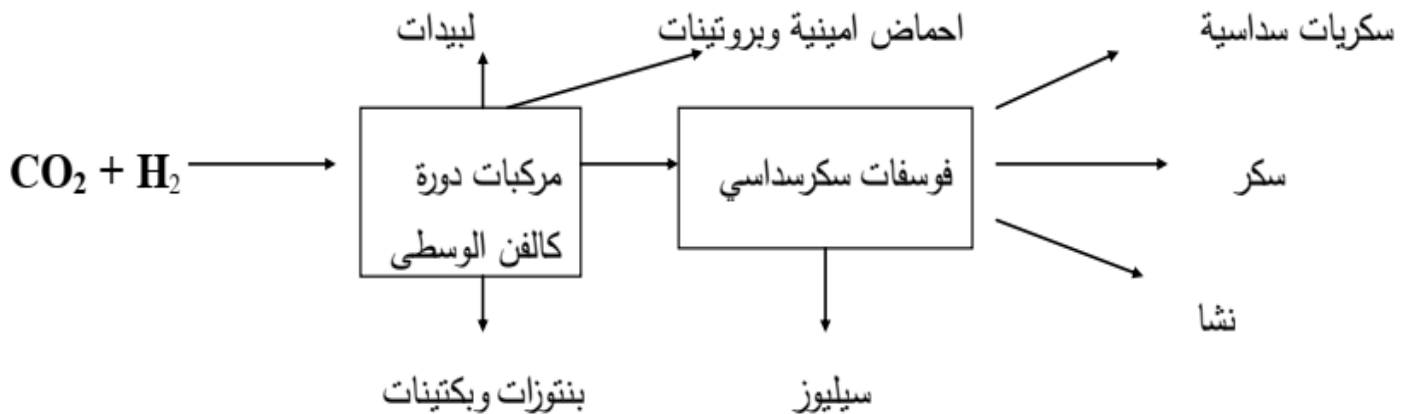 لبيدات
احماض امينية وبروتينات
سكريات سداسية
CO₂ + H₂
مركبات دورة
كالفن الوسطى
فوسفات سكرسداسي
سكر
نشا
بنتوزات وبكتينات
سيليوز